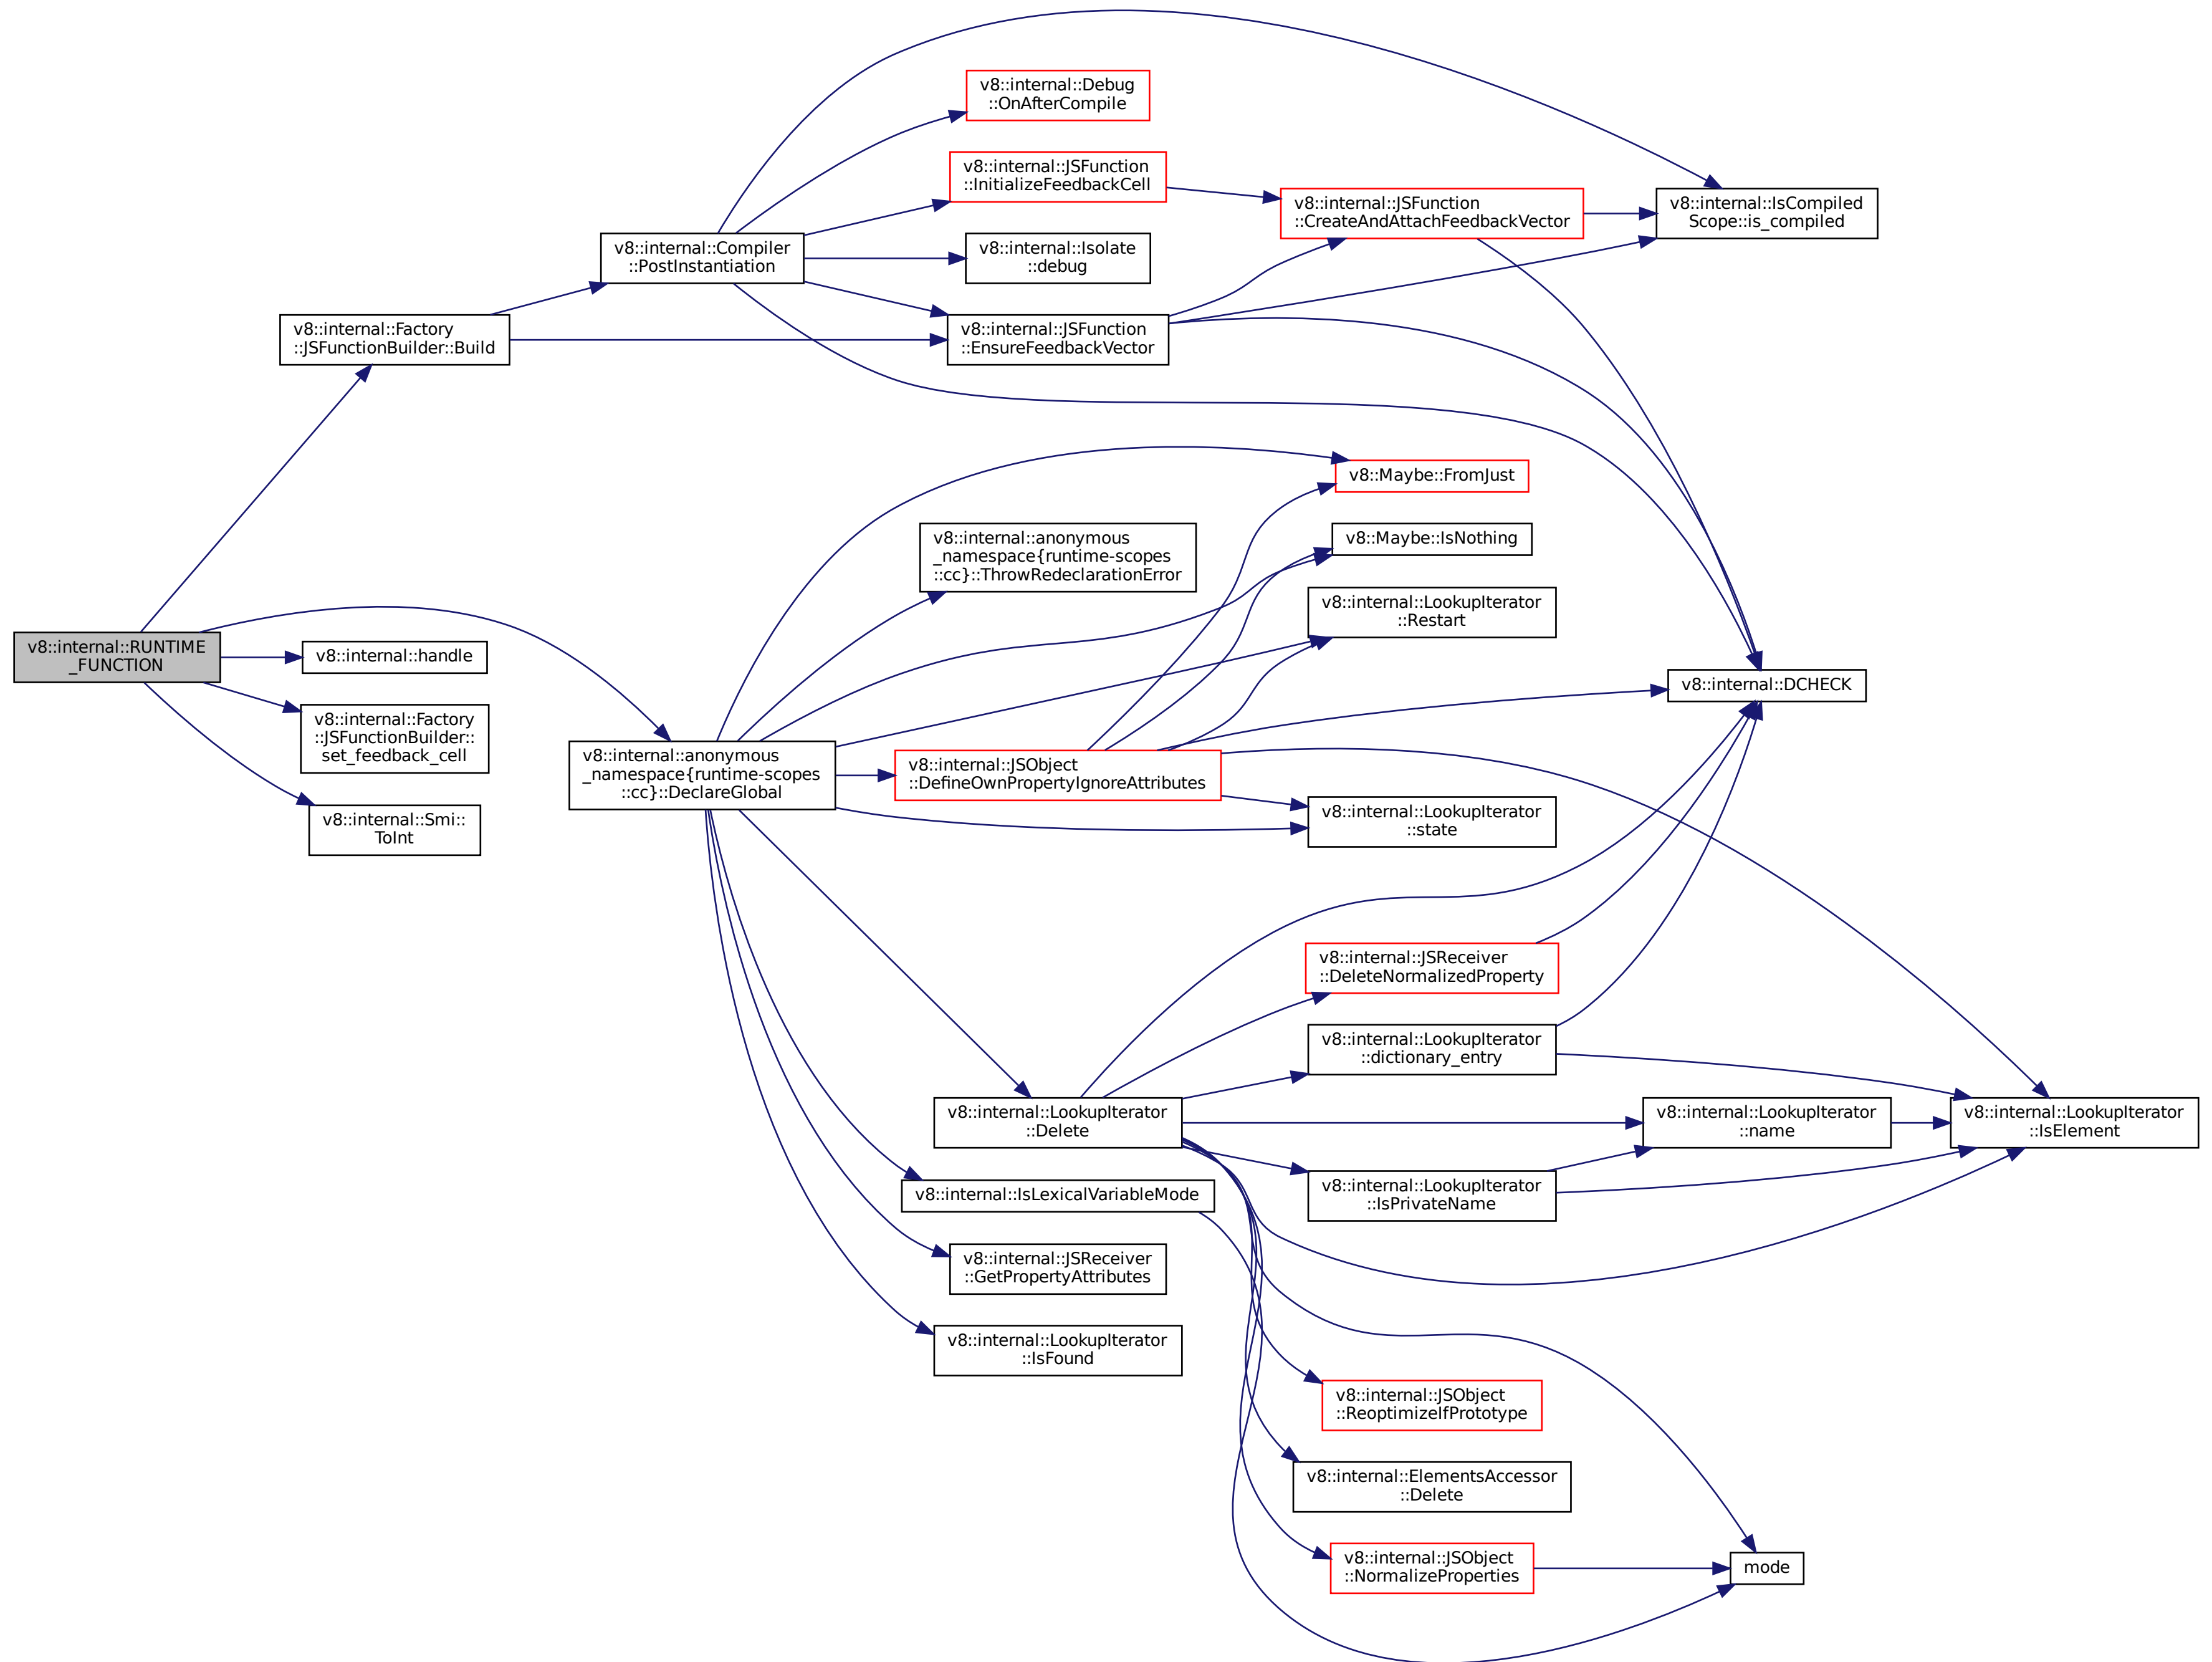 v8::internal::RUNTIME
_FUNCTION
v8::internal::Factory
::JSFunctionBuilder::Build
v8::internal::handle
v8::internal::Factory
::JSFunctionBuilder::
set_feedback_cell
v8::internal::Smi::
ToInt
v8::internal::Compiler
::PostInstantiation
v8::internal::anonymous
_namespace{runtime-scopes
::cc}::DeclareGlobal
v8::internal::Debug
::OnAfterCompile
v8::internal::JSFunction
::InitializeFeedbackCell
v8::internal::Isolate
::debug
v8::internal::JSFunction
::EnsureFeedbackVector
v8::internal::anonymous
_namespace{runtime-scopes
::cc}::ThrowRedeclarationError
v8::internal::JSObject
::DefineOwnPropertyIgnoreAttributes
v8::internal::LookupIterator
::Delete
v8::internal::IsLexicalVariableMode
v8::internal::JSReceiver
::GetPropertyAttributes
v8::internal::LookupIterator
::IsFound
v8::internal::JSFunction
::CreateAndAttachFeedbackVector
v8::Maybe::FromJust
v8::Maybe::IsNothing
v8::internal::LookupIterator
::Restart
v8::internal::LookupIterator
::state
v8::internal::JSReceiver
::DeleteNormalizedProperty
v8::internal::LookupIterator
::dictionary_entry
v8::internal::LookupIterator
::IsPrivateName
v8::internal::JSObject
::ReoptimizeIfPrototype
v8::internal::ElementsAccessor
::Delete
v8::internal::JSObject
::NormalizeProperties
v8::internal::IsCompiled
Scope::is_compiled
v8::internal::DCHECK
v8::internal::LookupIterator
::name
mode
v8::internal::LookupIterator
::IsElement